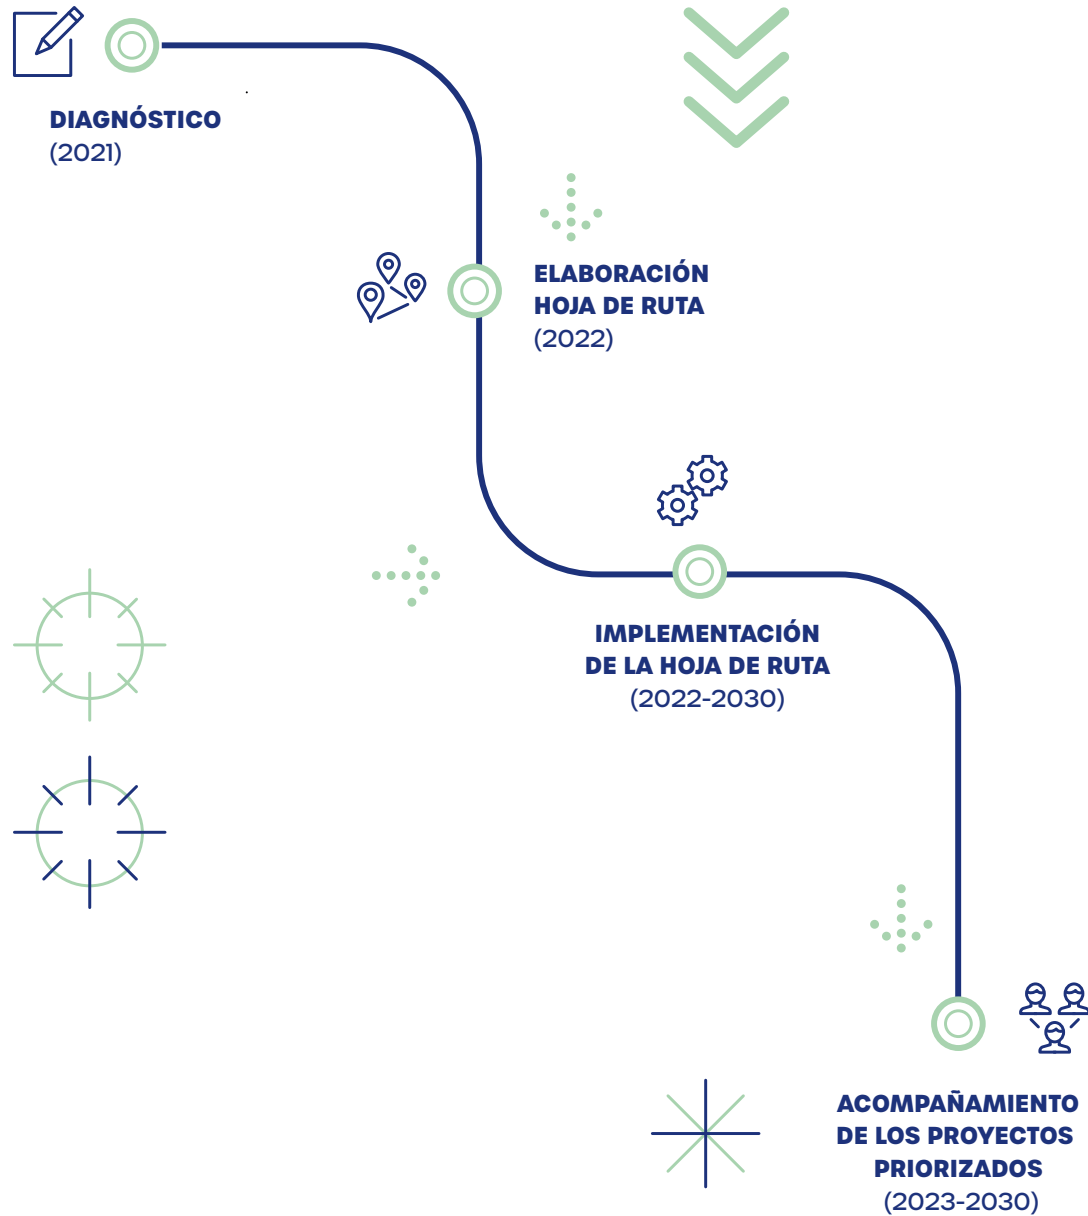 DIAGNÓSTICO
(2021)
ELABORACIÓN
HOJA DE RUTA
(2022)
IMPLEMENTACIÓN
DE LA HOJA DE RUTA
(2022-2030)
ACOMPAÑAMIENTO
DE LOS PROYECTOS
PRIORIZADOS
(2023-2030)